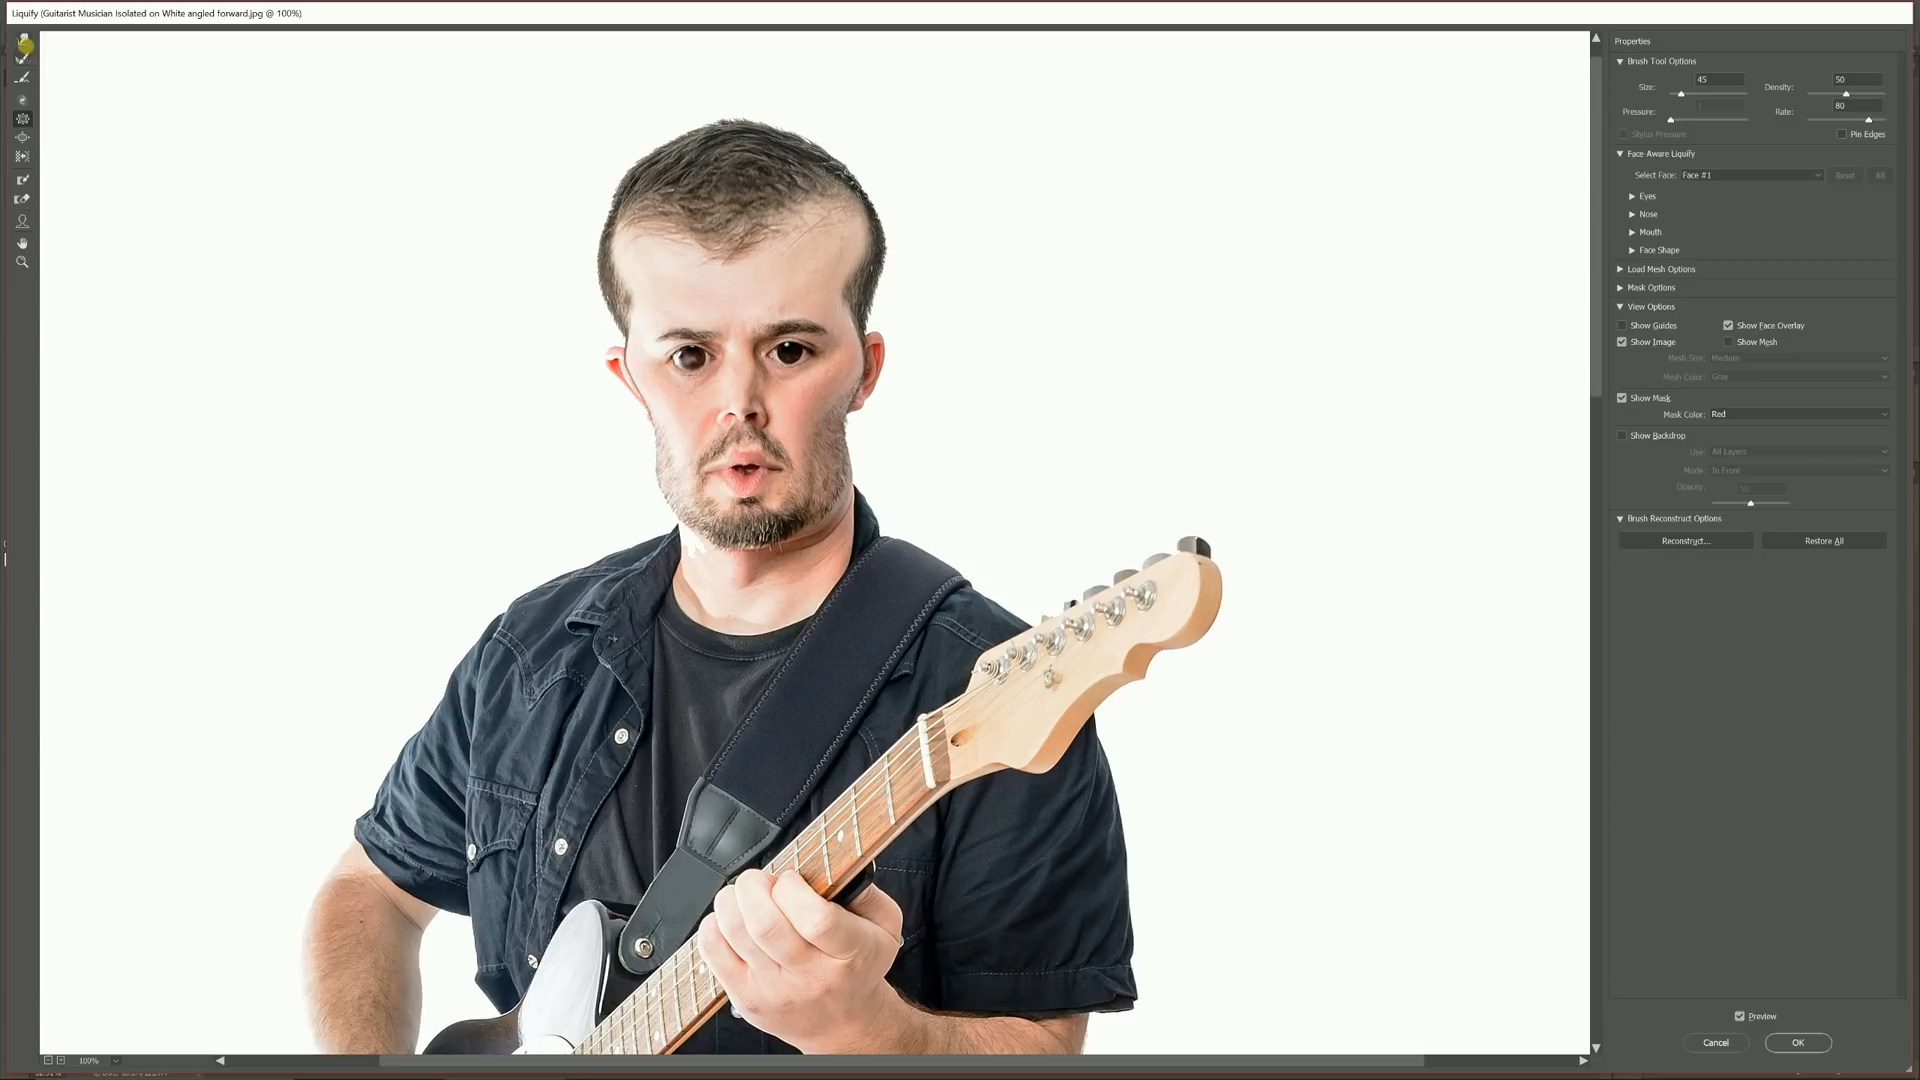 Liquify (Guitarist Musician Isolated on White angled forward.jpg @ 100%)
Properties
Brush Tool Options
Size: 45 Density: 50
Pressure: 1 Rate: 80
Stylus Pressure Pin Edges
Face-Aware Liquify
Select Face: Face #1 Reset All
Eyes
Nose
Mouth
Face Shape
Load Mesh Options
Mask Options
View Options
Show Guides Show Face Overlay
Show Image Show Mesh
Mesh Size: Medium
Mesh Color: Gray
Show Mask
Mask Color: Red
Show Backdrop
Use: All Layers
Mode: In Front
Opacity: 50
Brush Reconstruct Options
Reconstruct... Restore All
Preview
Cancel OK
100%